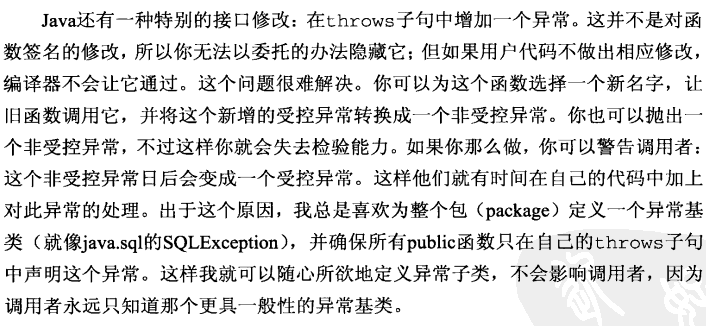 Java还有一种特别的接口修改：在throws子句中增加一个异常。这并不是对函
数签名的修改，所以你无法以委托的办法隐藏它；但如果用户代码不做出相应修改，
编译器不会让它通过。这个问题很难解决。你可以为这个函数选择一个新名字，让
旧函数调用它，并将这个新增的受控异常转换成一个非受控异常。你也可以抛出一
个非受控异常，不过这样你就会失去检验能力。如果你那么做，你可以警告调用者：
这个非受控异常日后会变成一个受控异常。这样他们就有时间在自己的代码中加上
对此异常的处理。出于这个原因，我总是喜欢为整个包（package）定义一个异常基
类（就像java.sql的SQLException），并确保所有public函数只在自己的throws子句
中声明这个异常。这样我就可以随心所欲地定义异常子类，不会影响调用者，因为
调用者永远只知道那个更具一般性的异常基类。